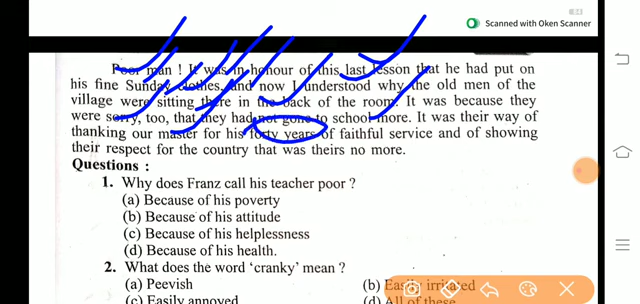 64
Scanned with Oken Scanner
Poor man ! It was in honour of this last lesson that he had put on
his fine Sunday clothes, and now I understood why the old men of the
village were sitting there in the back of the room. It was because they
were sorry, too, that they had not gone to school more. It was their way of
thanking our master for his forty years of faithful service and of showing
their respect for the country that was theirs no more.
Questions :
1. Why does Franz call his teacher poor ?
(a) Because of his poverty
(b) Because of his attitude
(c) Because of his helplessness
(d) Because of his health.
2. What does the word ‘cranky’ mean ?
(a) Peevish (b) Easily irritated
(c) Easily annoyed (d) All of these